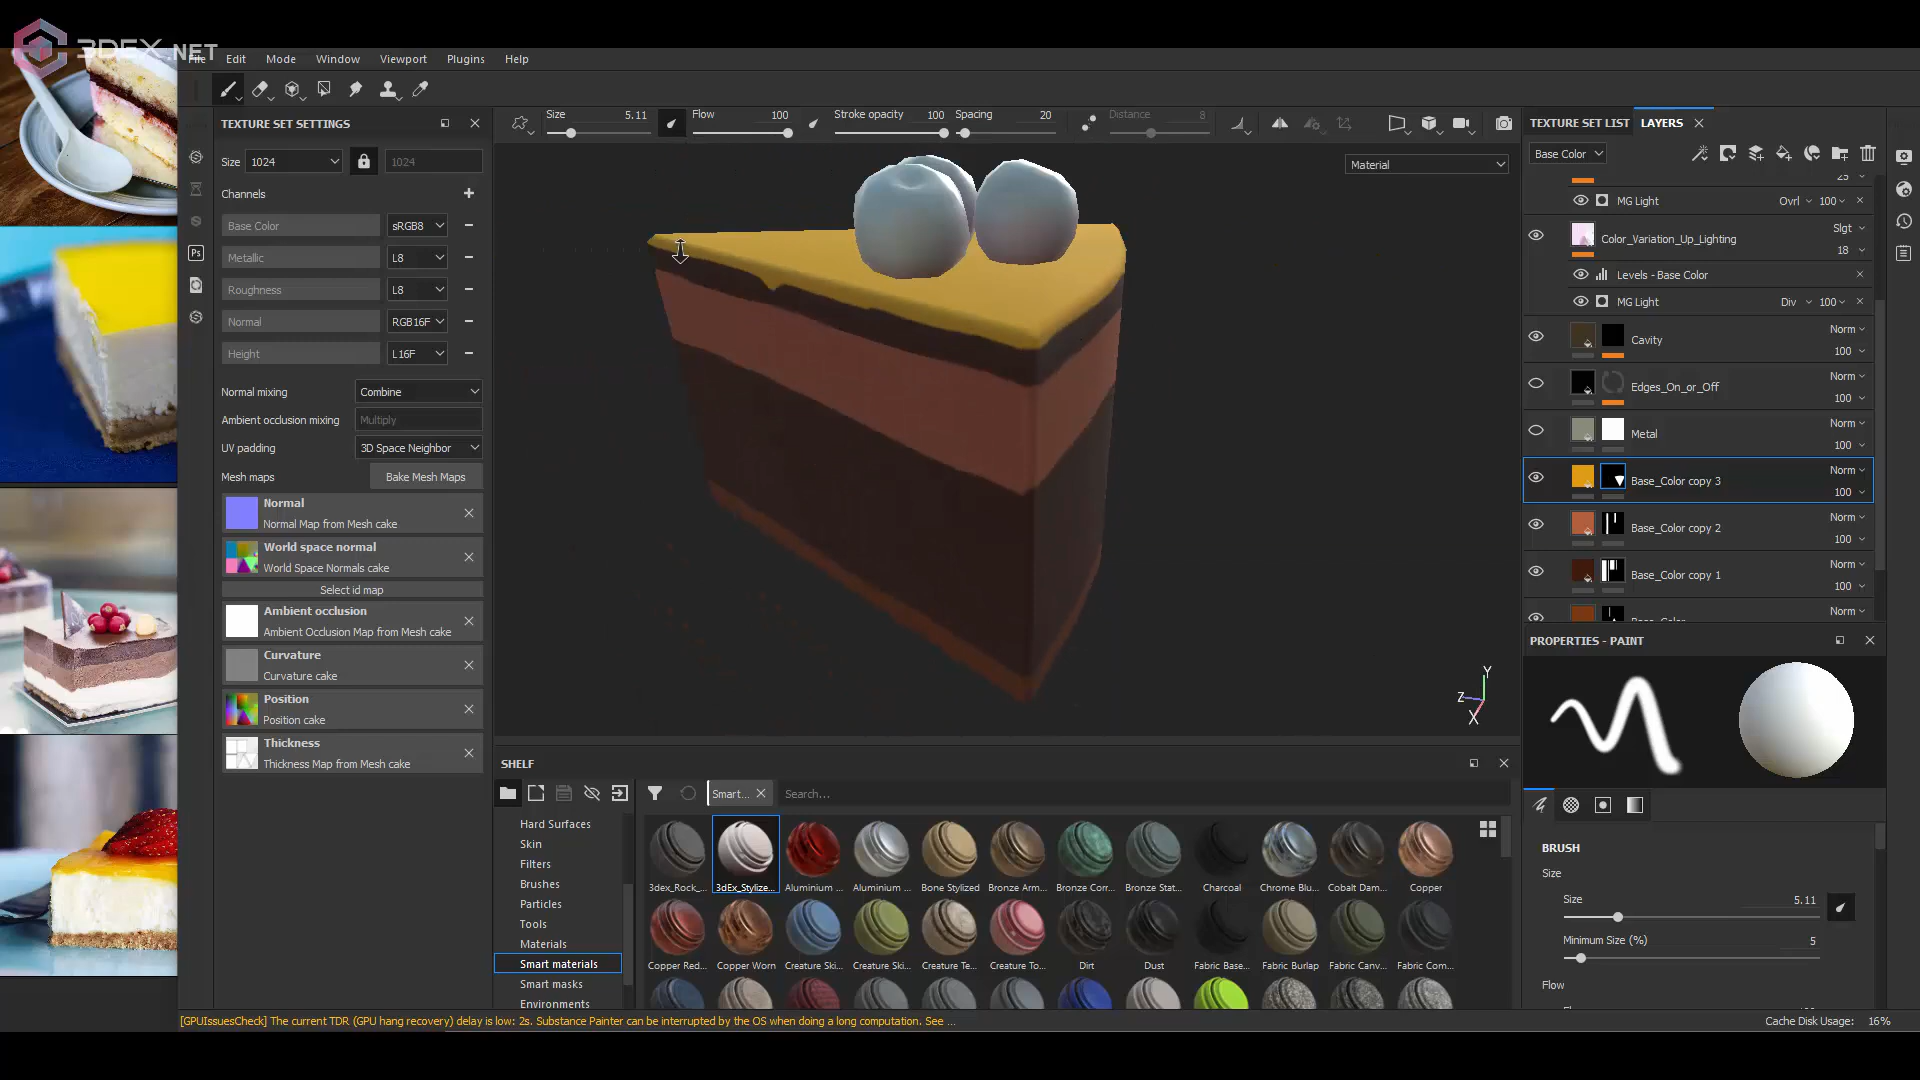 3DEX.NET
File
Edit
Mode
Window
Viewport
Plugins
Help
TEXTURE SET SETTINGS
Size
1024
1024
Channels
Base Color
sRGB8
Metallic
L8
Roughness
L8
Normal
RGB16F
Height
L16F
Normal mixing
Combine
Ambient occlusion mixing
Multiply
UV padding
3D Space Neighbor
Mesh maps
Bake Mesh Maps
Normal
Normal Map from Mesh cake
World space normal
World Space Normals cake
Select id map
Ambient occlusion
Ambient Occlusion Map from Mesh cake
Curvature
Curvature cake
Position
Position cake
Thickness
Thickness Map from Mesh cake
Ps
Size
5.11
Flow
100
Stroke opacity
100
Spacing
20
Distance
8
Material
Y
Z
X
SHELF
Smart...
Search...
Hard Surfaces
Skin
Filters
Brushes
Particles
Tools
Materials
Smart materials
Smart masks
Environments
3dex_Rock_...
3dEx_Stylize...
Aluminium ...
Aluminium ...
Bone Stylized
Bronze Arm...
Bronze Corr...
Bronze Stat...
Charcoal
Chrome Blu...
Cobalt Dam...
Copper
Copper Red...
Copper Worn
Creature Ski...
Creature Ski...
Creature Te...
Creature To...
Dirt
Dust
Fabric Base...
Fabric Burlap
Fabric Canv...
Fabric Com...
TEXTURE SET LIST
LAYERS
Base Color
25
MG Light
Ovrl
100
Color_Variation_Up_Lighting
Slgt
18
Levels - Base Color
MG Light
Div
100
Cavity
Norm
100
Edges_On_or_Off
Norm
100
Metal
Norm
100
Base_Color copy 3
Norm
100
Base_Color copy 2
Norm
100
Base_Color copy 1
Norm
100
Base_Color
Norm
PROPERTIES - PAINT
BRUSH
Size
Size
5.11
Minimum Size (%)
5
Flow
[GPUIssuesCheck] The current TDR (GPU hang recovery) delay is low: 2s. Substance Painter can be interrupted by the OS when doing a long computation. See ...
Cache Disk Usage:
16%